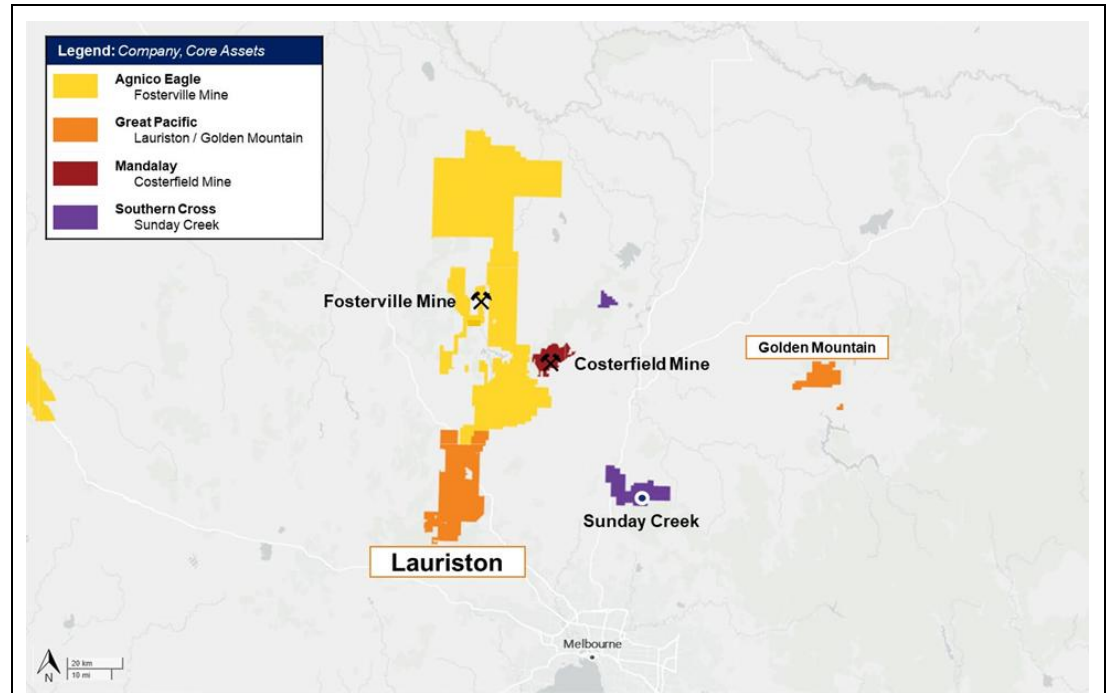 Legend: Company, Core Assets
Agnico Eagle
Fosterville Mine
Great Pacific
Lauriston / Golden Mountain
Mandalay
Costerfield Mine
Southern Cross
Sunday Creek
Fosterville Mine
Costerfield Mine
Golden Mountain
Sunday Creek
Lauriston
Melbourne
N
20 km
10 mi